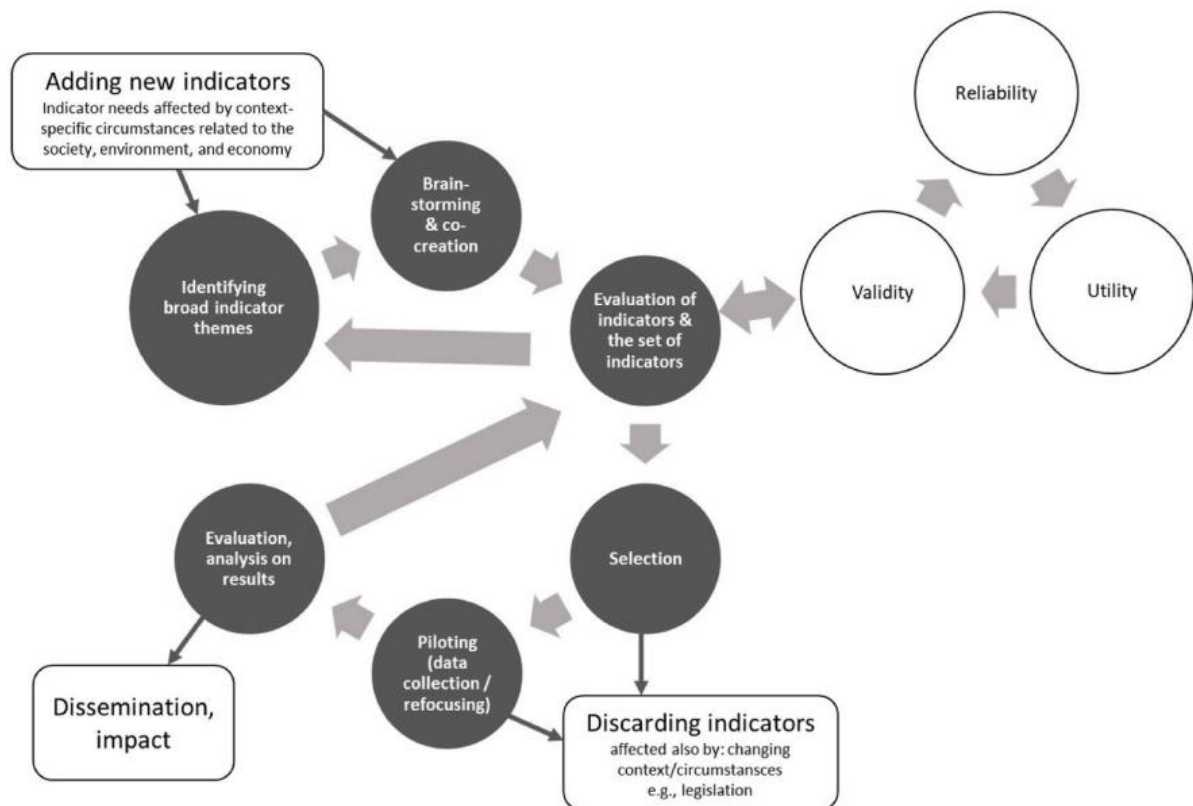 Adding new indicators
Indicator needs affected by context-
specific circumstances related to the
society, environment, and economy
Brain-
storming
& co-
creation
Identifying
broad indicator
themes
Evaluation of
indicators &
the set of
indicators
Reliability
Validity
Utility
Evaluation,
analysis on
results
Selection
Piloting
(data
collection /
refocusing)
Dissemination,
impact
Discarding indicators
affected also by: changing
context/circumstansces
e.g., legislation